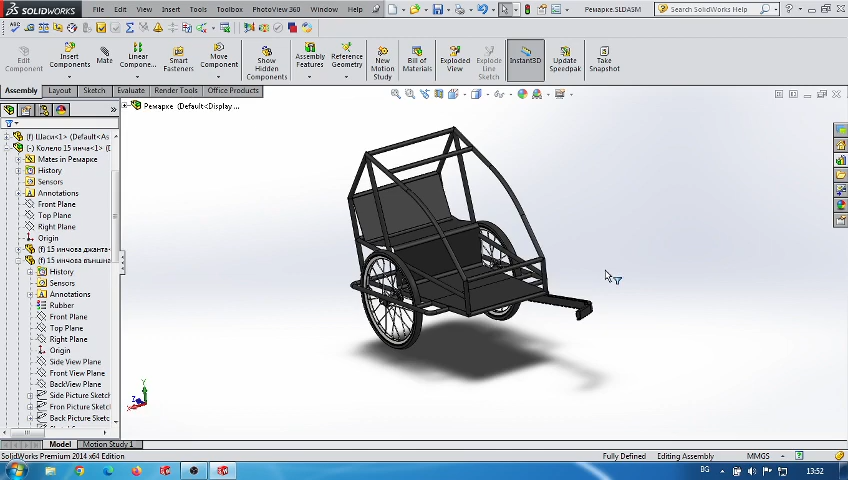 SOLIDWORKS File Edit View Insert Tools Toolbox PhotoView 360 Window Help Ремарке.SLDASM Search SolidWorks Help
Edit Component
Insert Components
Mate
Linear Compone...
Smart Fasteners
Move Component
Show Hidden Components
Assembly Features
Reference Geometry
New Motion Study
Bill of Materials
Exploded View
Explode Line Sketch
Instant3D
Update Speedpak
Take Snapshot
Assembly Layout Sketch Evaluate Render Tools Office Products
Ремарке (Default<Display ...
(f) Шаси<1> (Default<As
(-) Колело 15 инча<1> (D
Mates in Ремарке
History
Sensors
Annotations
Front Plane
Top Plane
Right Plane
Origin
(f) 15 инчова джанта
(f) 15 инчова външна
History
Sensors
Annotations
Rubber
Front Plane
Top Plane
Right Plane
Origin
Side View Plane
Front View Plane
BackView Plane
Side Picture Sketc
Fron Picture Sketc
Back Picture Sketc
Y
Z
X
Model Motion Study 1
SolidWorks Premium 2014 x64 Edition Fully Defined Editing Assembly MMGS
BG 13:52